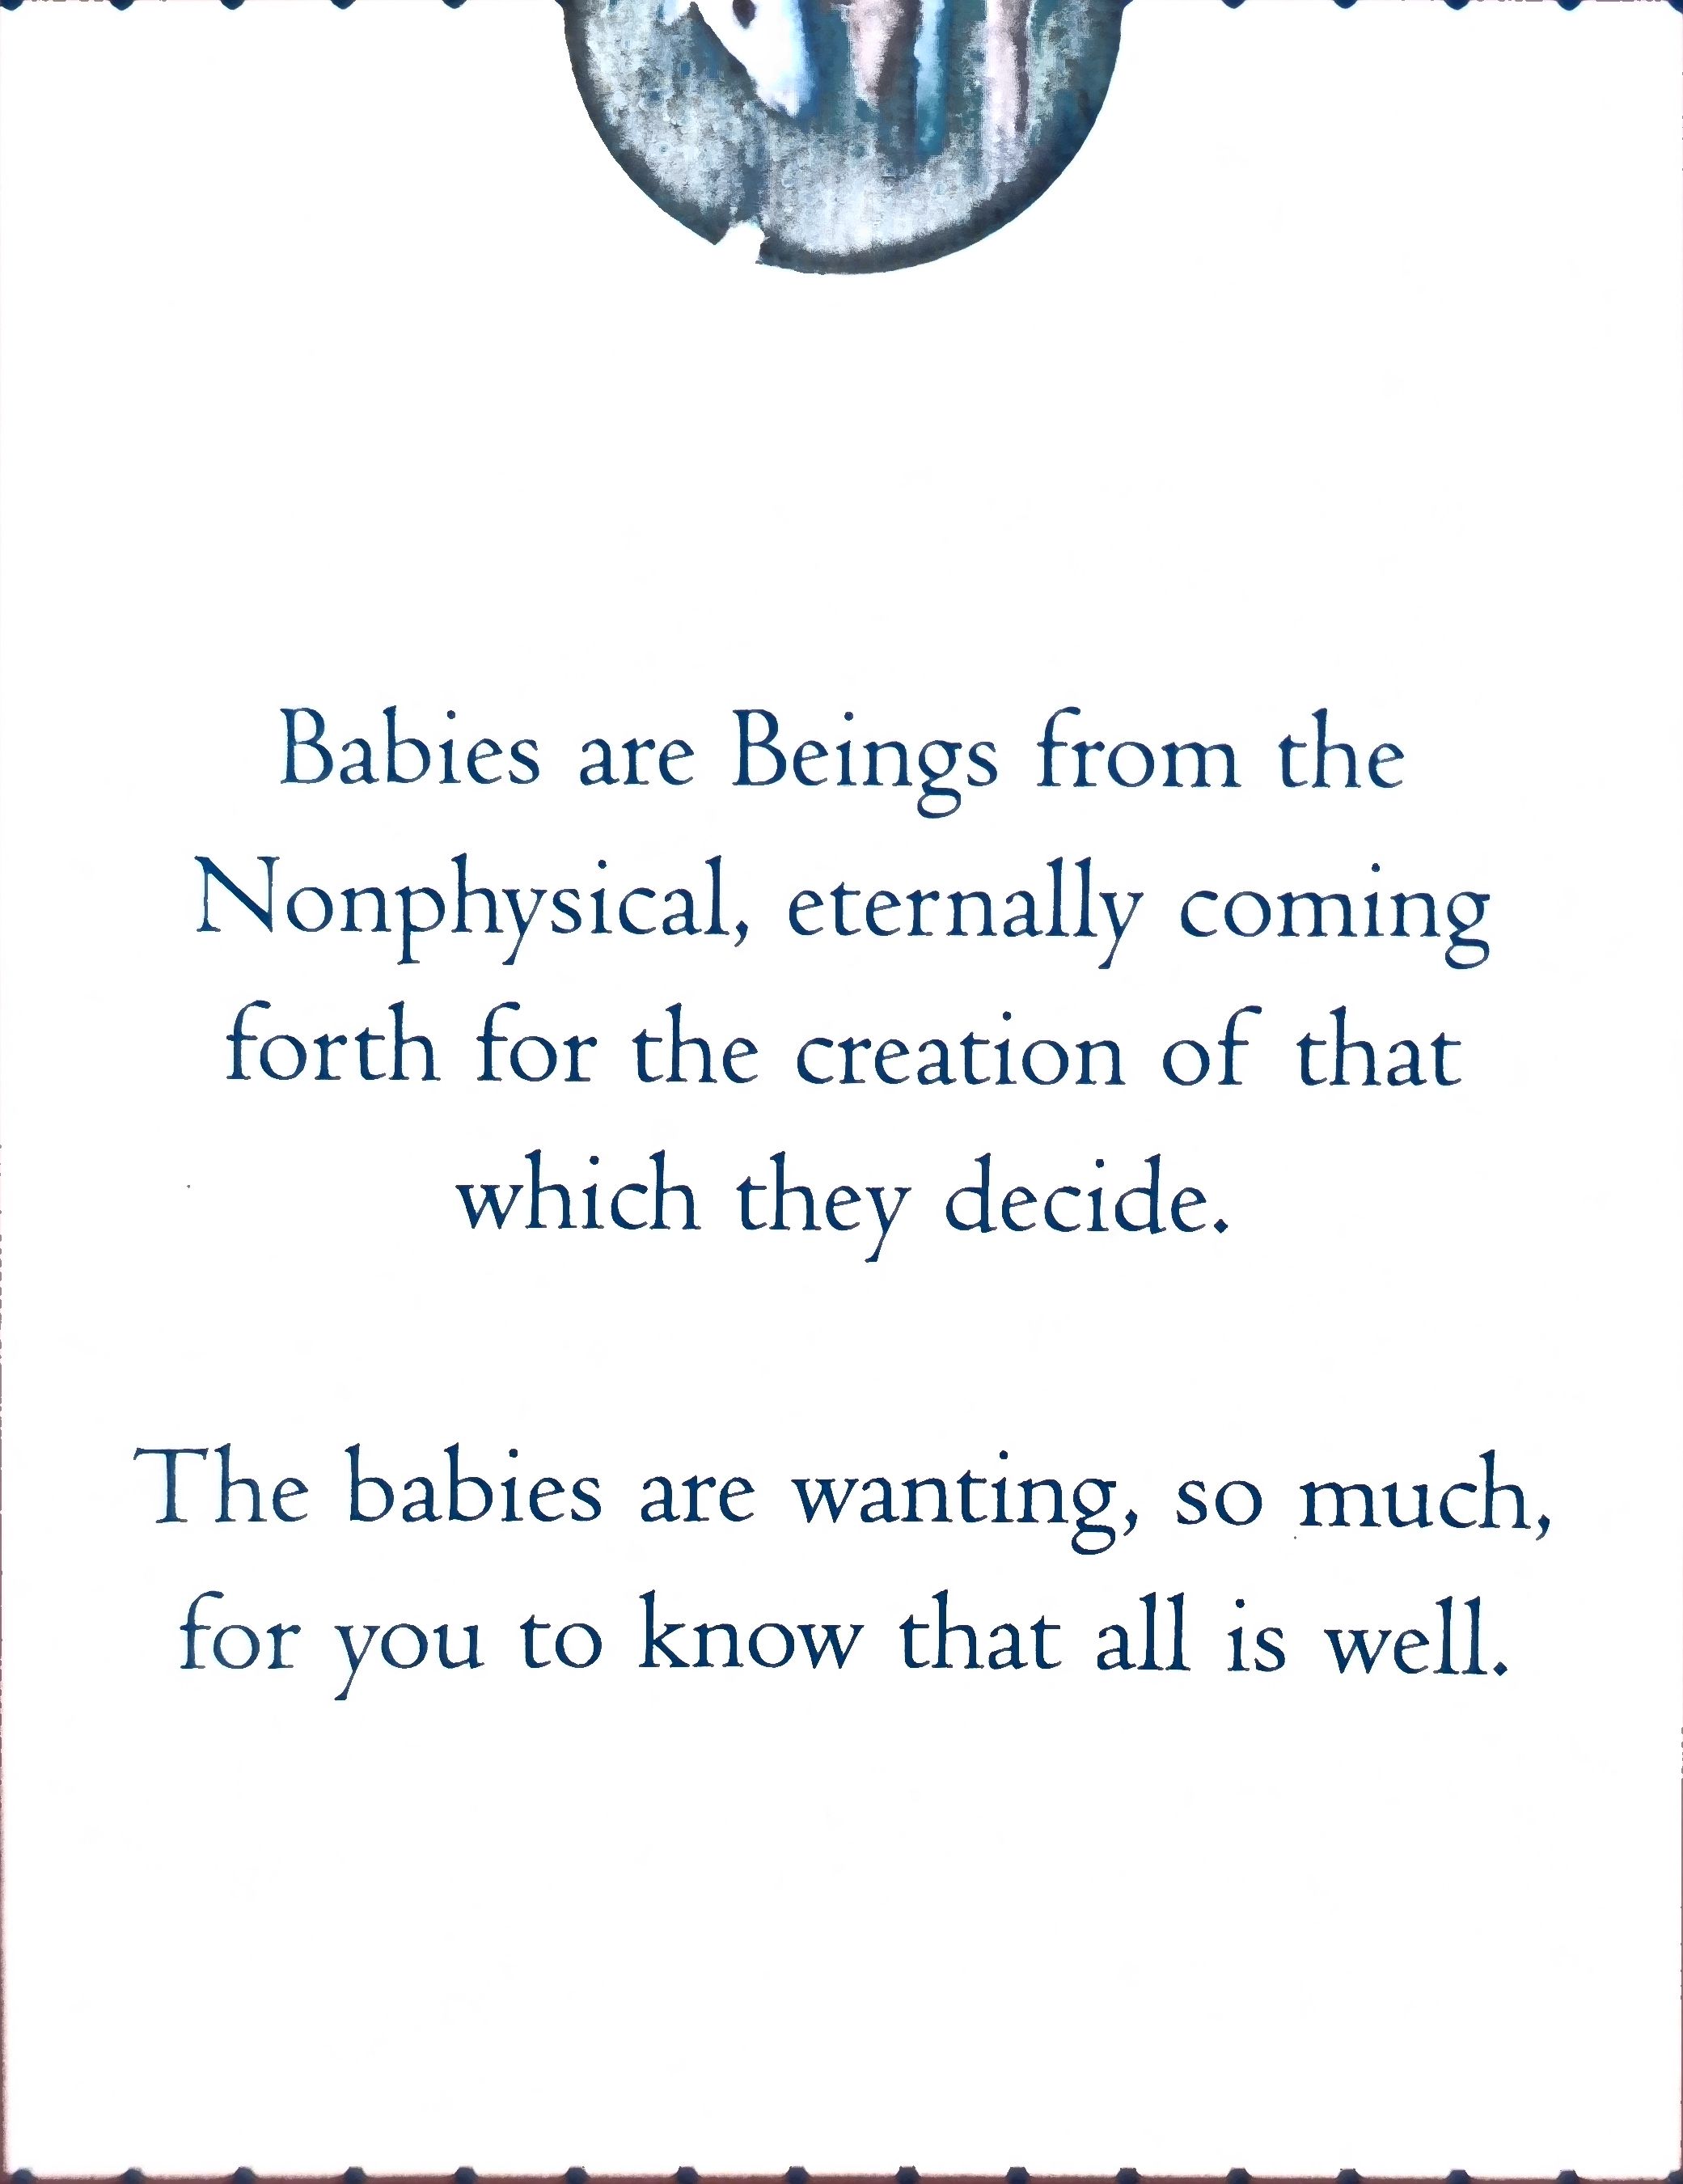 Babies are Beings from the
Nonphysical, eternally coming
forth for the creation of that
which they decide.
The babies are wanting, so much,
for you to know that all is well.